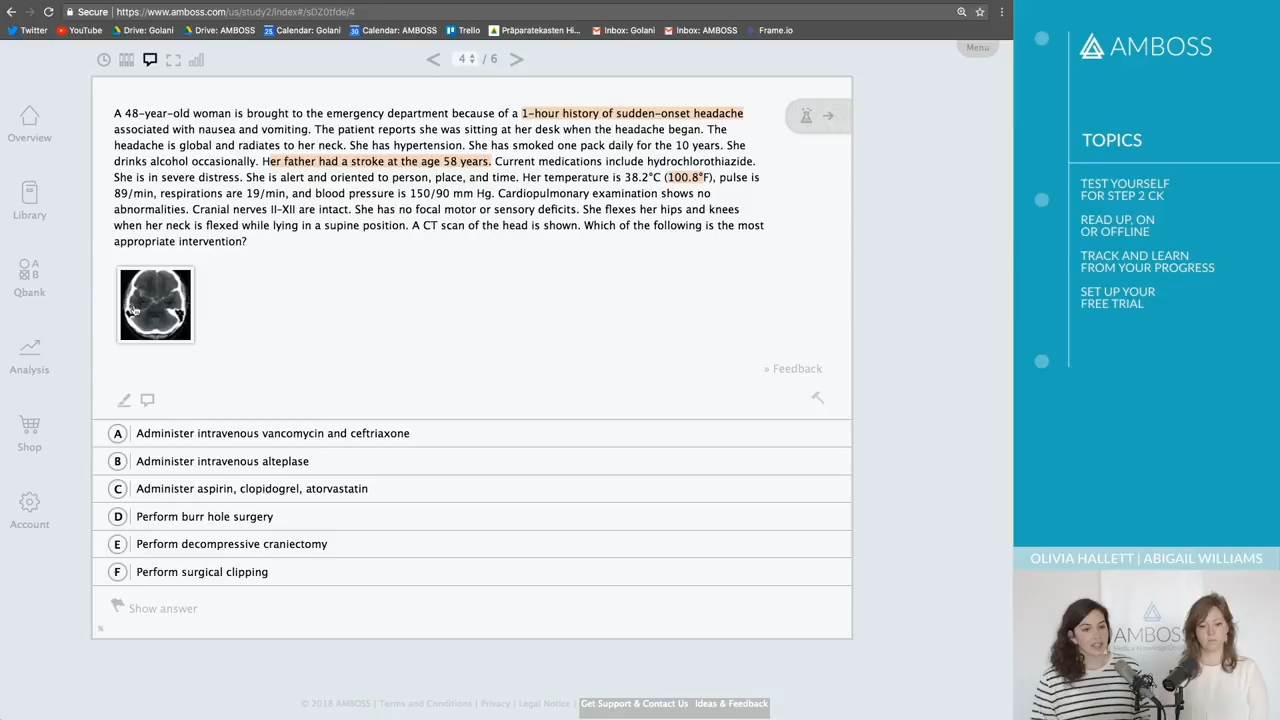 Secure https://www.amboss.com/us/study2/index#/sDZ0tfde/4
Twitter YouTube Drive: Golani Drive: AMBOSS Calendar: Golani Calendar: AMBOSS Trello Präparatekasten Hi... Inbox: Golani Inbox: AMBOSS Frame.io
4 / 6
Menu
A 48-year-old woman is brought to the emergency department because of a 1-hour history of sudden-onset headache
associated with nausea and vomiting. The patient reports she was sitting at her desk when the headache began. The
headache is global and radiates to her neck. She has hypertension. She has smoked one pack daily for the 10 years. She
drinks alcohol occasionally. Her father had a stroke at the age 58 years. Current medications include hydrochlorothiazide.
She is in severe distress. She is alert and oriented to person, place, and time. Her temperature is 38.2°C (100.8°F), pulse is
89/min, respirations are 19/min, and blood pressure is 150/90 mm Hg. Cardiopulmonary examination shows no
abnormalities. Cranial nerves II-XII are intact. She has no focal motor or sensory deficits. She flexes her hips and knees
when her neck is flexed while lying in a supine position. A CT scan of the head is shown. Which of the following is the most
appropriate intervention?
» Feedback
A Administer intravenous vancomycin and ceftriaxone
B Administer intravenous alteplase
C Administer aspirin, clopidogrel, atorvastatin
D Perform burr hole surgery
E Perform decompressive craniectomy
F Perform surgical clipping
Show answer
%
Overview
Library
A
B
Qbank
Analysis
Shop
Account
© 2018 AMBOSS | Terms and Conditions | Privacy | Legal Notice | Get Support & Contact Us Ideas & Feedback
AMBOSS
TOPICS
TEST YOURSELF
FOR STEP 2 CK
READ UP, ON
OR OFFLINE
TRACK AND LEARN
FROM YOUR PROGRESS
SET UP YOUR
FREE TRIAL
OLIVIA HALLETT | ABIGAIL WILLIAMS
AMBOSS